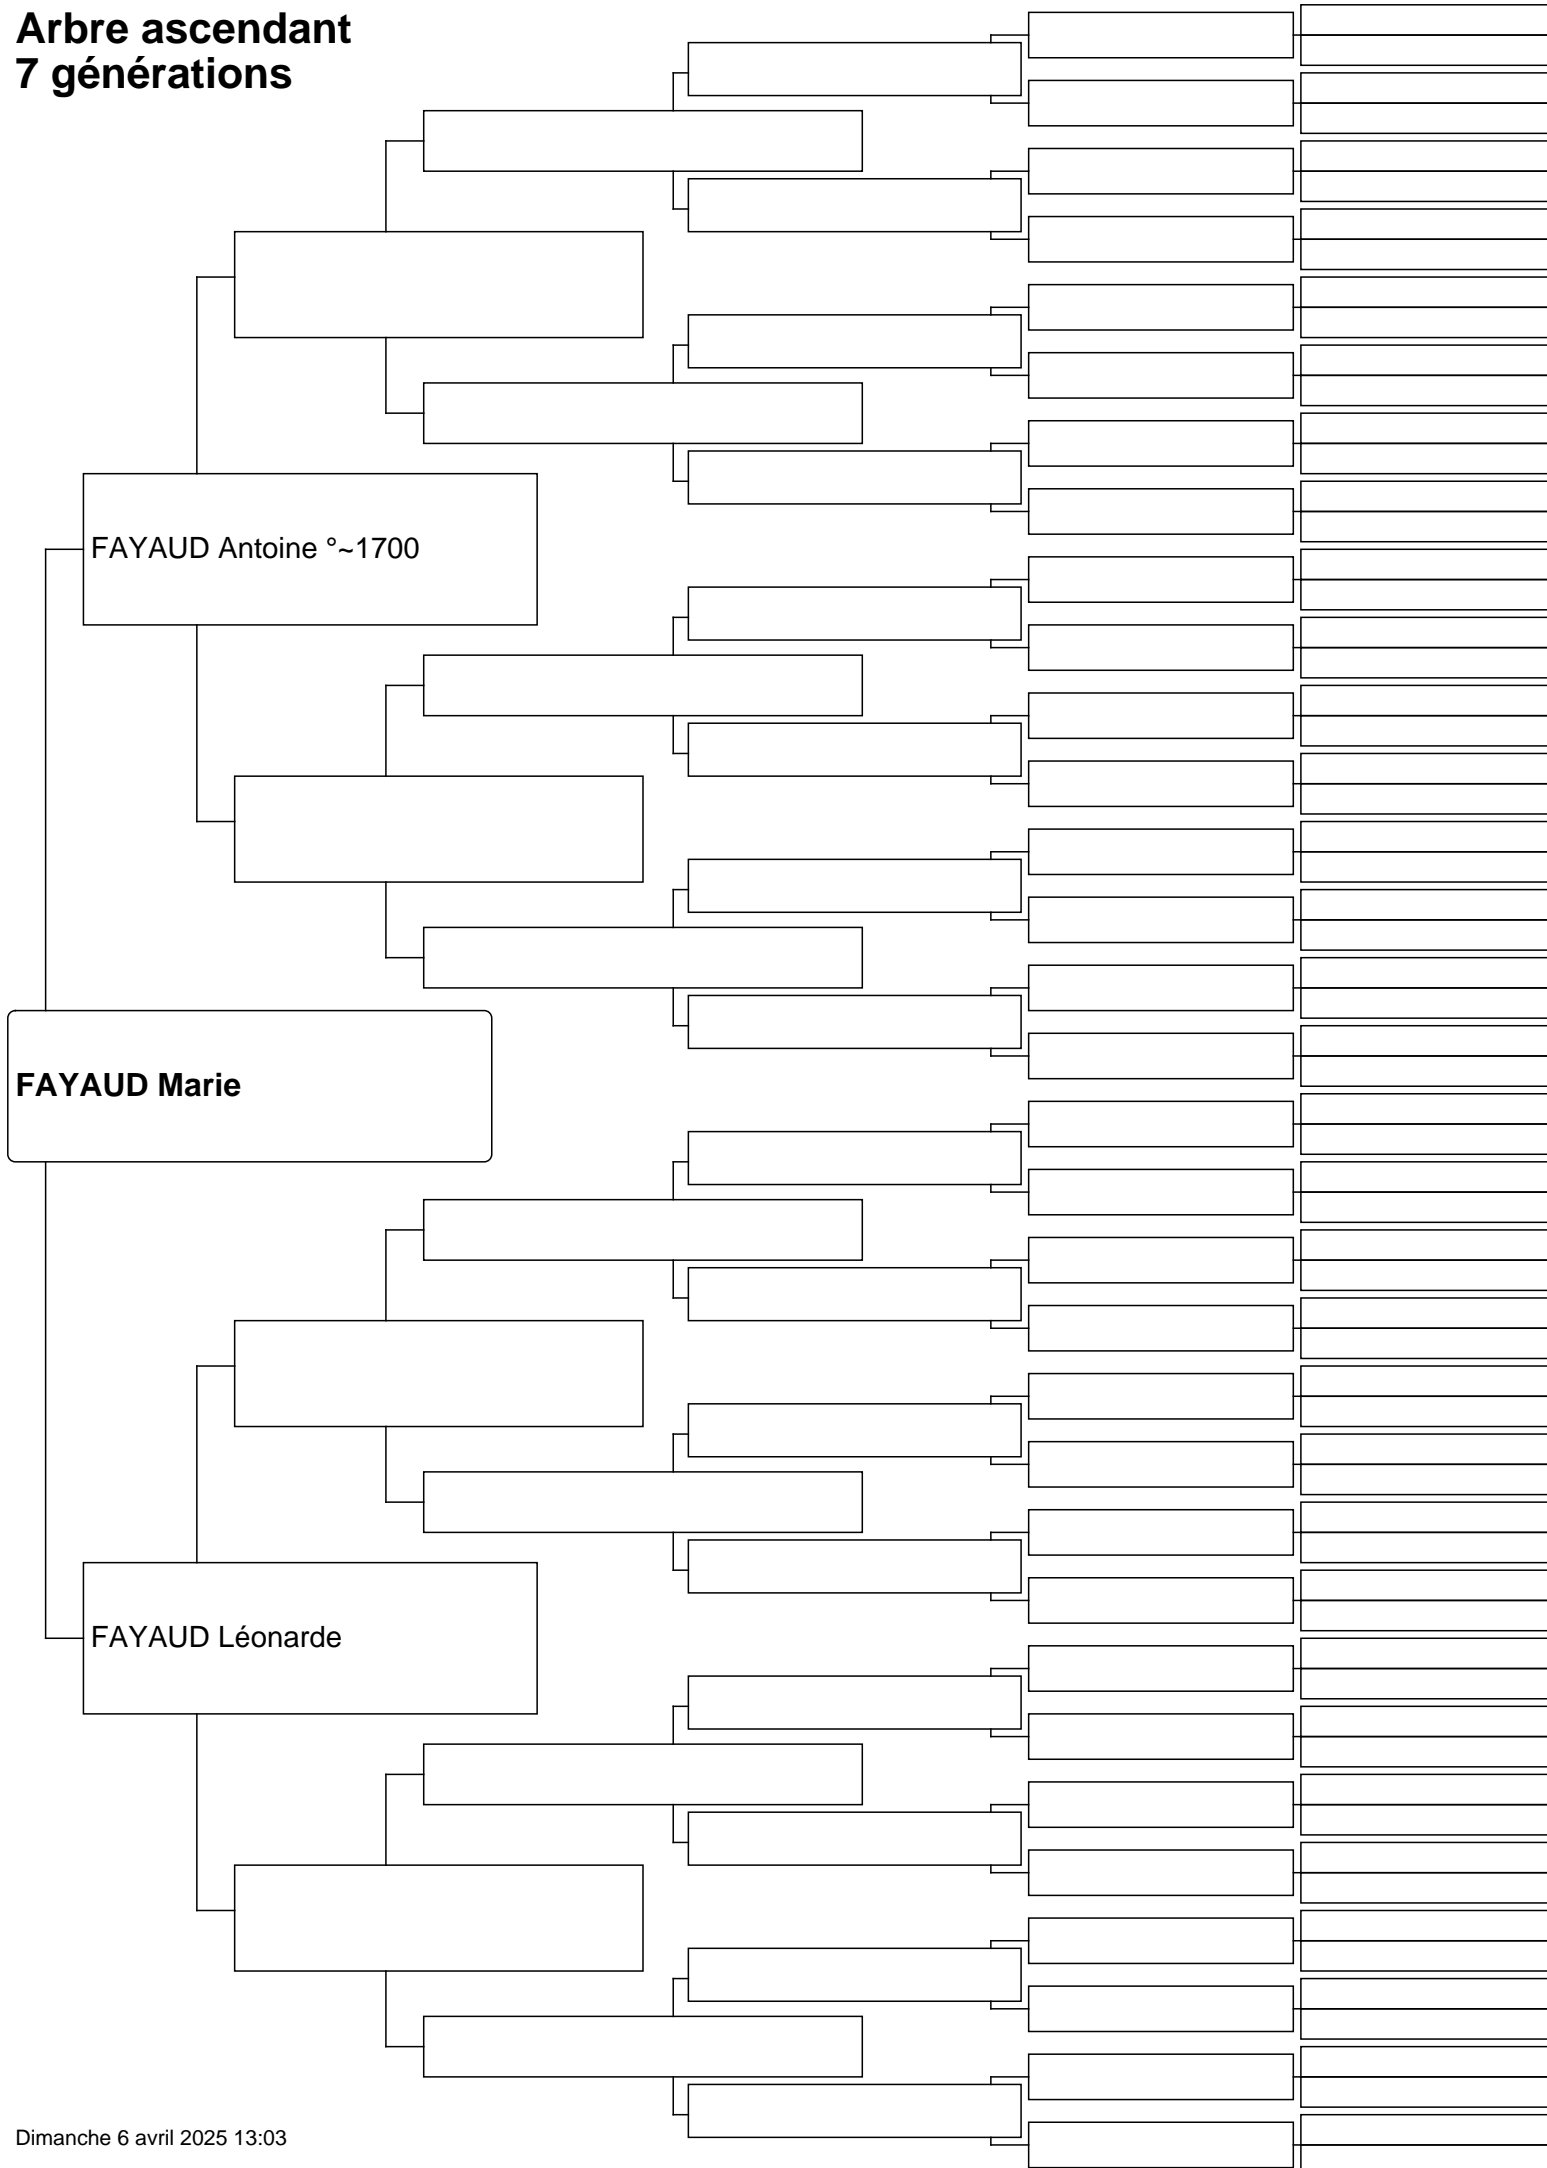 Arbre ascendant
7 générations
FAYAUD Antoine °~1700
FAYAUD Marie
FAYAUD Léonarde
Dimanche 6 avril 2025 13:03